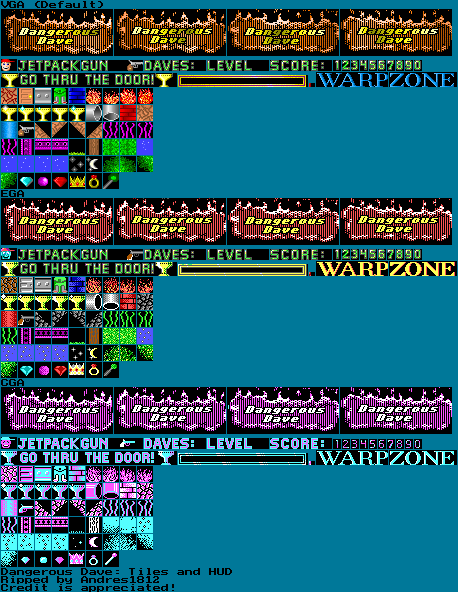 VGA (Default)
Dangerous Dave Dangerous Dave Dangerous Dave Dangerous Dave
JETPACK GUN DAVES: LEVEL SCORE: 1234567890
GO THRU THE DOOR! WARPZONE
EGA
Dangerous Dave Dangerous Dave Dangerous Dave Dangerous Dave
JETPACK GUN DAVES: LEVEL SCORE: 1234567890
GO THRU THE DOOR! WARPZONE
CGA
Dangerous Dave Dangerous Dave Dangerous Dave Dangerous Dave
JETPACK GUN DAVES: LEVEL SCORE: 1234567890
GO THRU THE DOOR! WARPZONE
Dangerous Dave: Tiles and HUD
Ripped by Andres1812
Credit is appreciated!